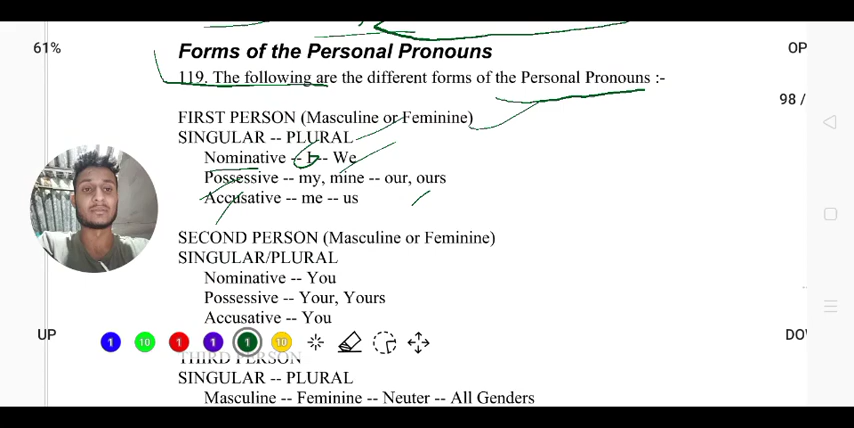 61%
OP
Forms of the Personal Pronouns
119. The following are the different forms of the Personal Pronouns :-
98 /
FIRST PERSON (Masculine or Feminine)
SINGULAR -- PLURAL
Nominative -- I -- We
Possessive -- my, mine -- our, ours
Accusative -- me -- us
SECOND PERSON (Masculine or Feminine)
SINGULAR/PLURAL
Nominative -- You
Possessive -- Your, Yours
Accusative -- You
UP
1 10 1 1 1 10
DO
THIRD PERSON
SINGULAR -- PLURAL
Masculine -- Feminine -- Neuter -- All Genders